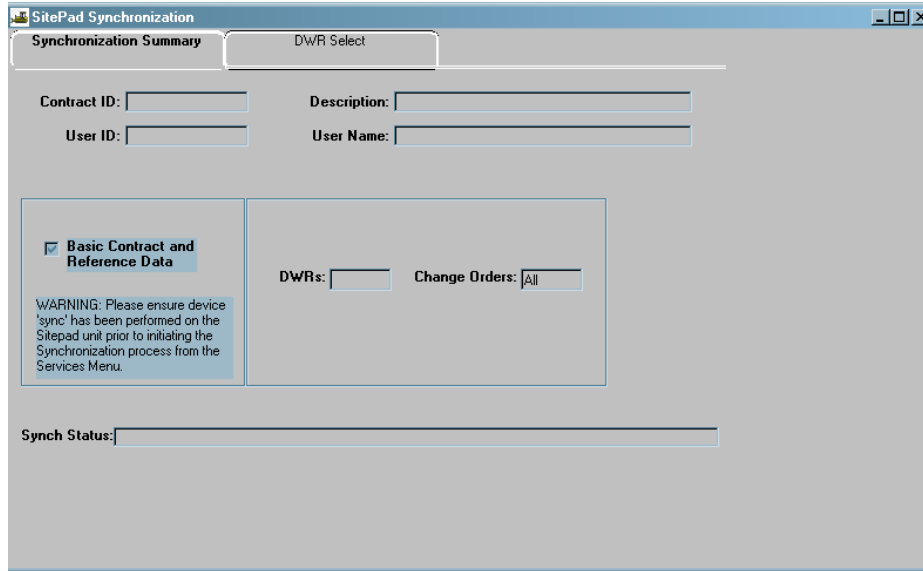 SitePad Synchronization
Synchronization Summary DWR Select
Contract ID: Description:
User ID: User Name:
Basic Contract and
Reference Data
DWRs: Change Orders: All
WARNING: Please ensure device
'sync' has been performed on the
Sitepad unit prior to initiating the
Synchronization process from the
Services Menu.
Synch Status: